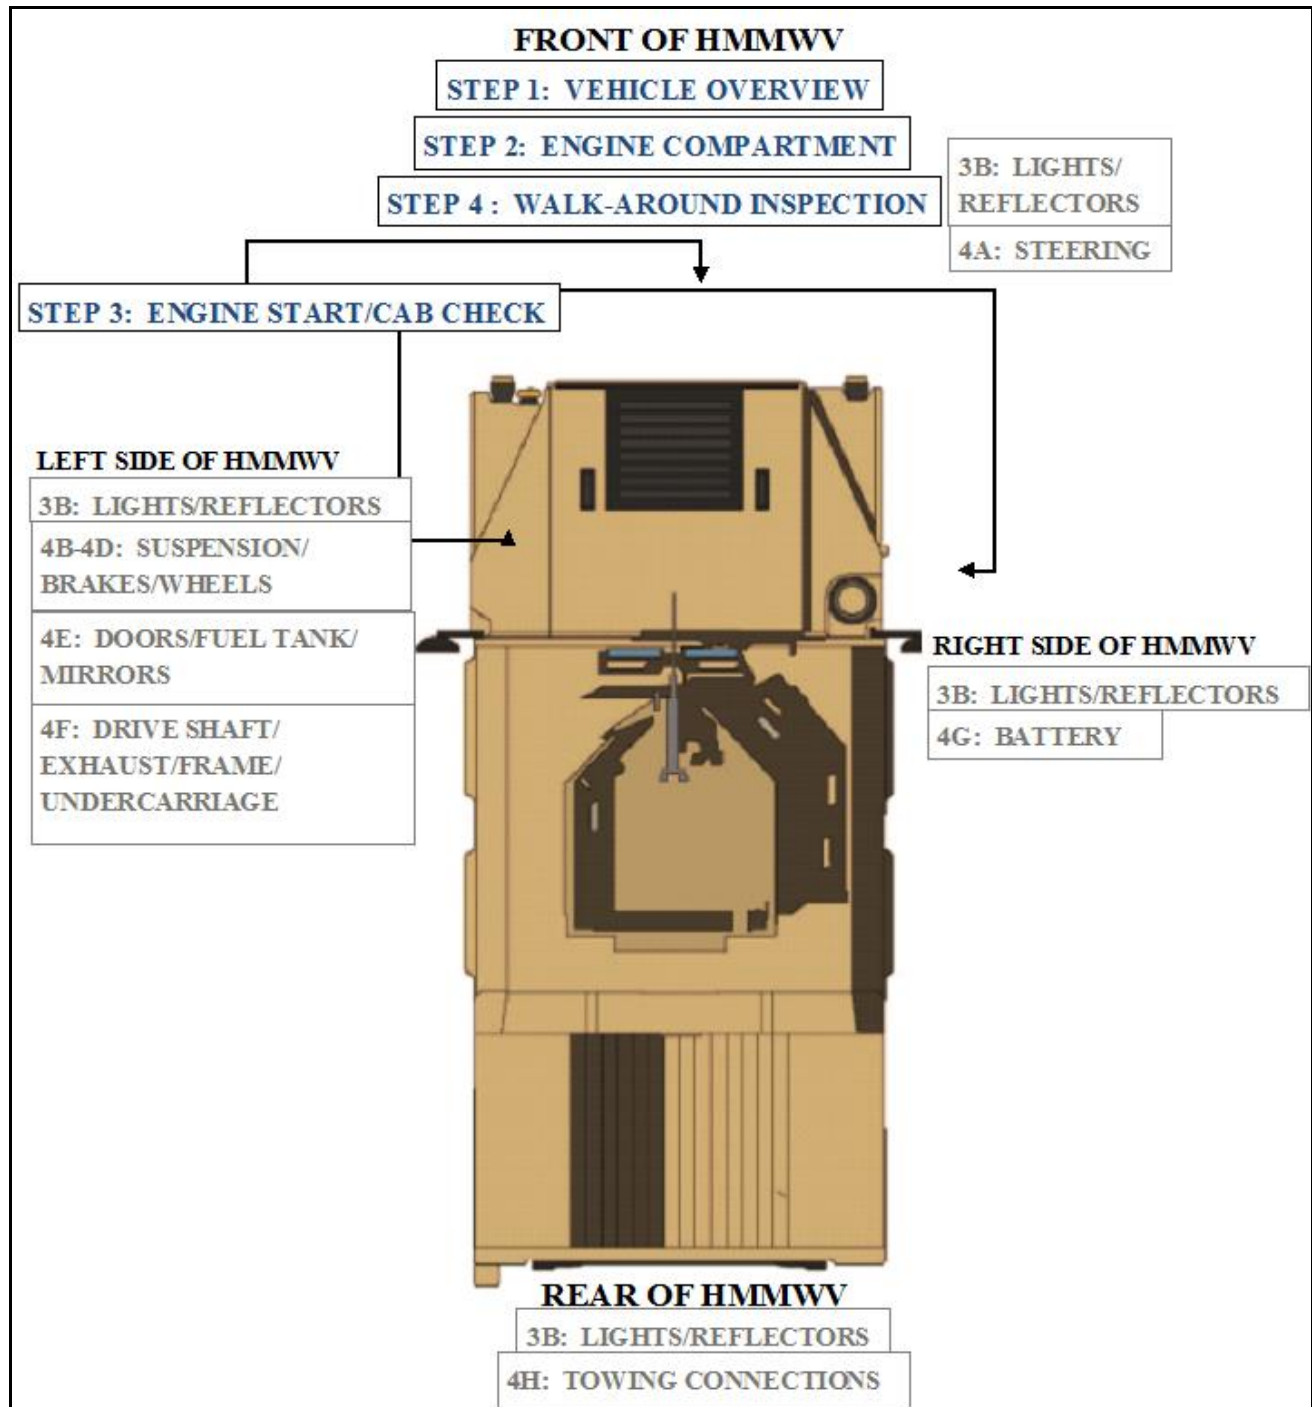 FRONT OF HMMWV
STEP 1: VEHICLE OVERVIEW
STEP 2: ENGINE COMPARTMENT
STEP 4 : WALK-AROUND INSPECTION
3B: LIGHTS/
REFLECTORS
4A: STEERING
STEP 3: ENGINE START/CAB CHECK
LEFT SIDE OF HMMWV
3B: LIGHTS/REFLECTORS
4B-4D: SUSPENSION/
BRAKES/WHEELS
4E: DOORS/FUEL TANK/
MIRRORS
4F: DRIVE SHAFT/
EXHAUST/FRAME/
UNDERCARRIAGE
RIGHT SIDE OF HMMWV
3B: LIGHTS/REFLECTORS
4G: BATTERY
REAR OF HMMWV
3B: LIGHTS/REFLECTORS
4H: TOWING CONNECTIONS